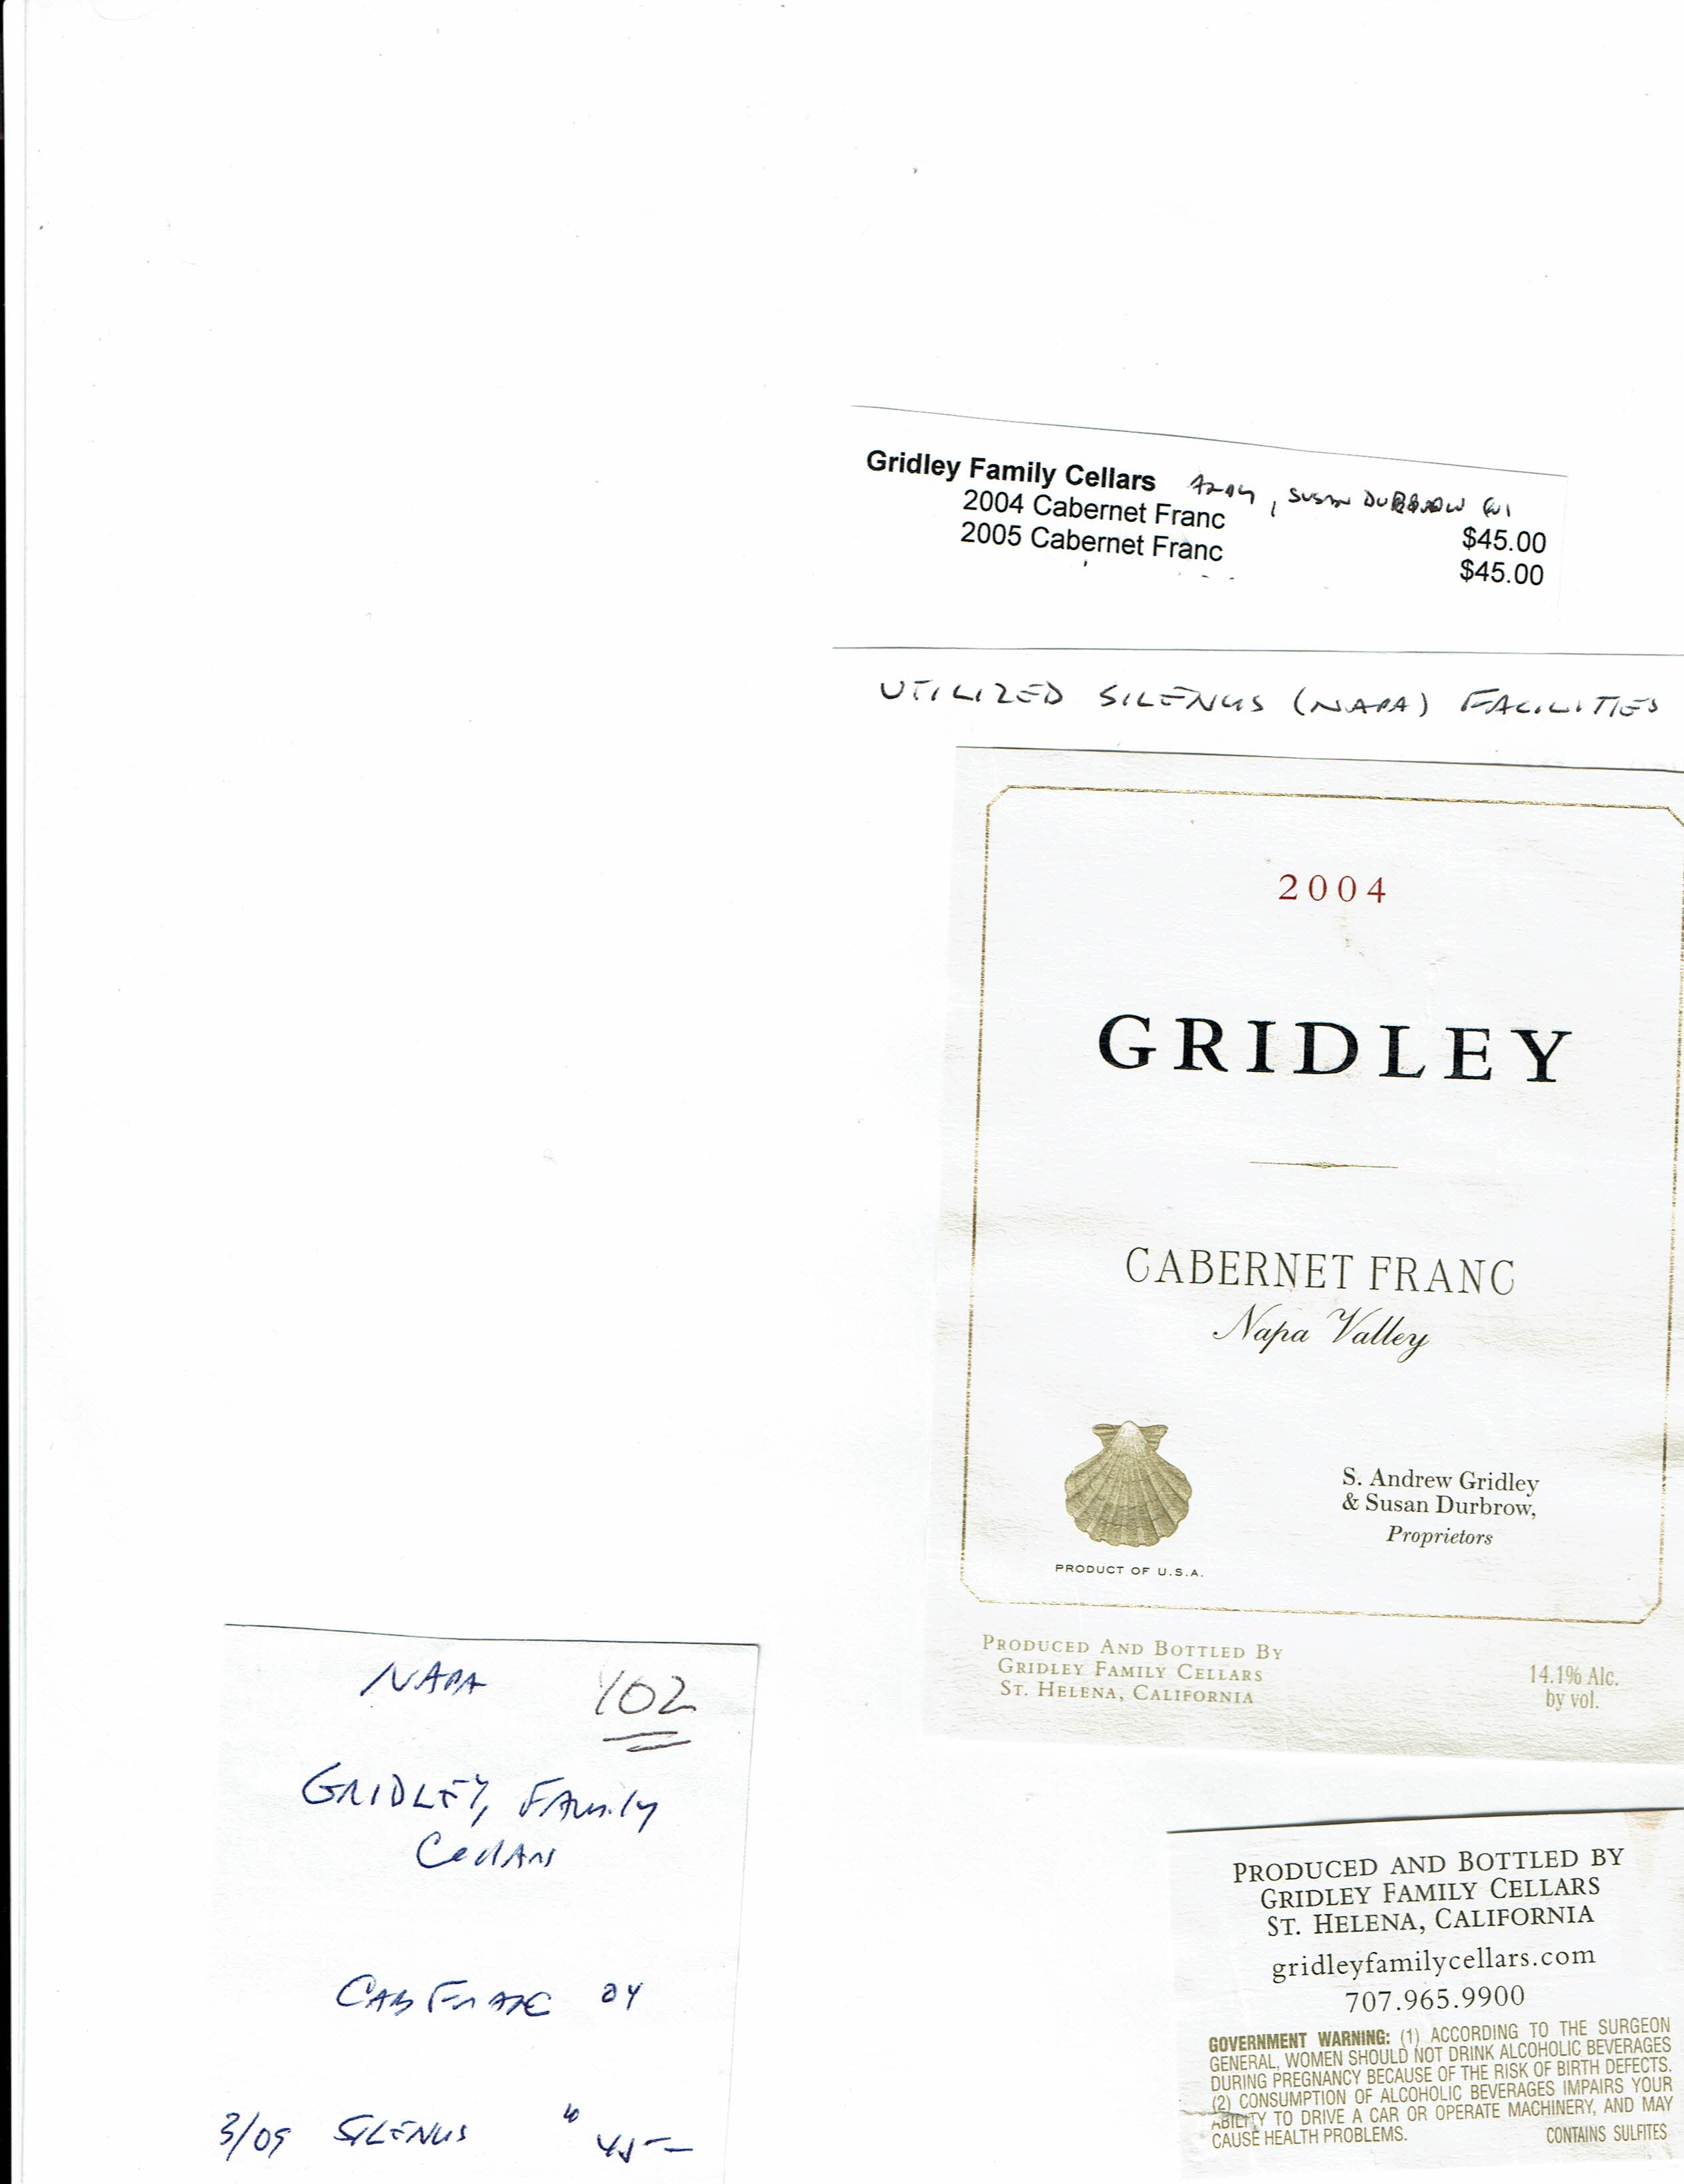 Gridley Family Cellars , SUSAN DURBROW
2004 Cabernet Franc $45.00
2005 Cabernet Franc $45.00
UTILIZED SILENUS (NAPA) FACILITIES
2004
GRIDLEY
CABERNET FRANC
Napa Valley
S. Andrew Gridley
& Susan Durbrow,
Proprietors
PRODUCT OF U.S.A.
PRODUCED AND BOTTLED BY
GRIDLEY FAMILY CELLARS
ST. HELENA, CALIFORNIA
14.1% Alc.
by vol.
NAPA 102
GRIDLEY, FAMILY
CELLARS
CAB FRANC 04
3/09 SILENUS 45—
PRODUCED AND BOTTLED BY
GRIDLEY FAMILY CELLARS
ST. HELENA, CALIFORNIA
gridleyfamilycellars.com
707.965.9900
GOVERNMENT WARNING: (1) ACCORDING TO THE SURGEON
GENERAL, WOMEN SHOULD NOT DRINK ALCOHOLIC BEVERAGES
DURING PREGNANCY BECAUSE OF THE RISK OF BIRTH DEFECTS.
(2) CONSUMPTION OF ALCOHOLIC BEVERAGES IMPAIRS YOUR
ABILITY TO DRIVE A CAR OR OPERATE MACHINERY, AND MAY
CAUSE HEALTH PROBLEMS. CONTAINS SULFITES